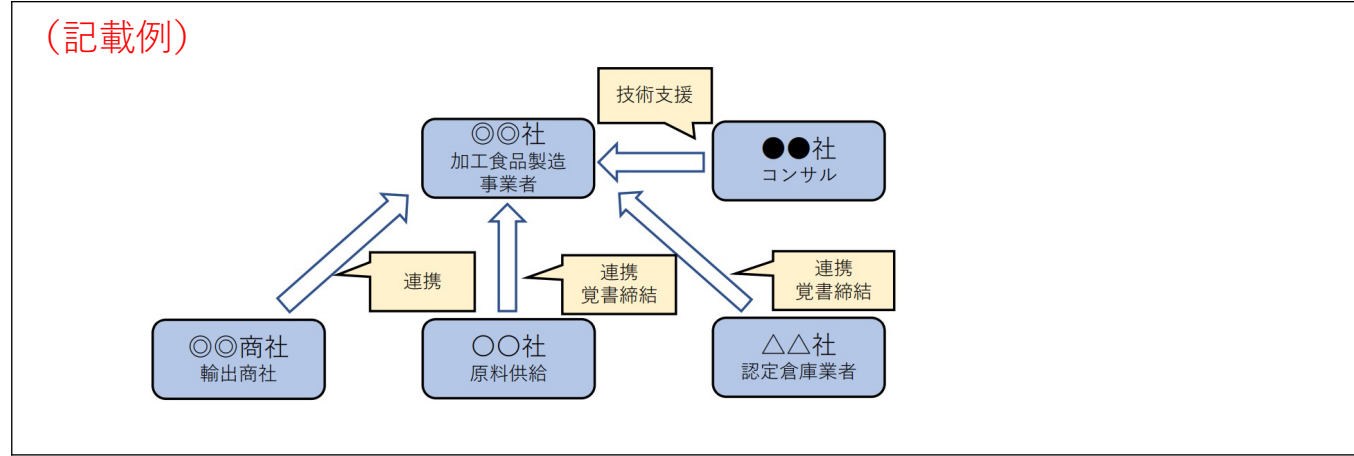 （記載例）
技術支援
◎◎社
加工食品製造
事業者
●●社
コンサル
連携
連携
覚書締結
連携
覚書締結
◎◎商社
輸出商社
〇〇社
原料供給
△△社
認定倉庫業者